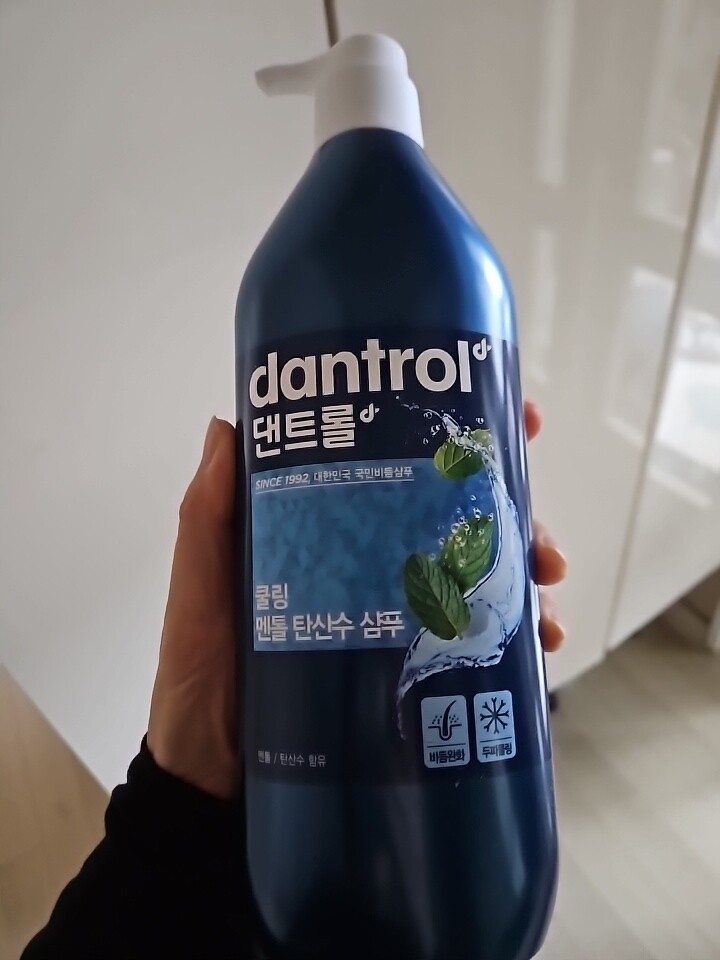 dantrol
댄트롤
SINCE 1992, 대한민국 국민비듬샴푸
쿨링
멘톨 탄산수 샴푸
비듬완화
두피쿨링
멘톨 / 탄산수 함유